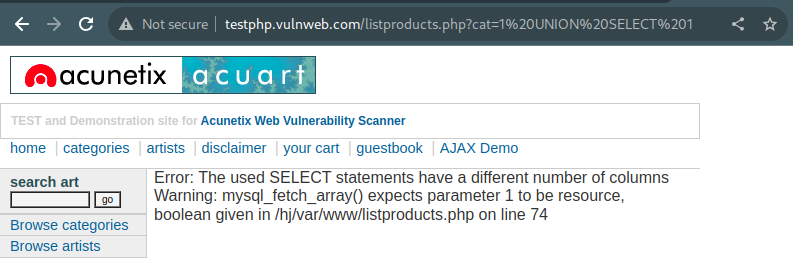 Not secure testphp.vulnweb.com/listproducts.php?cat=1%20UNION%20SELECT%201
acunetix acuart
TEST and Demonstration site for Acunetix Web Vulnerability Scanner
home | categories | artists | disclaimer | your cart | guestbook | AJAX Demo
search art
go
Browse categories
Browse artists
Error: The used SELECT statements have a different number of columns
Warning: mysql_fetch_array() expects parameter 1 to be resource,
boolean given in /hj/var/www/listproducts.php on line 74